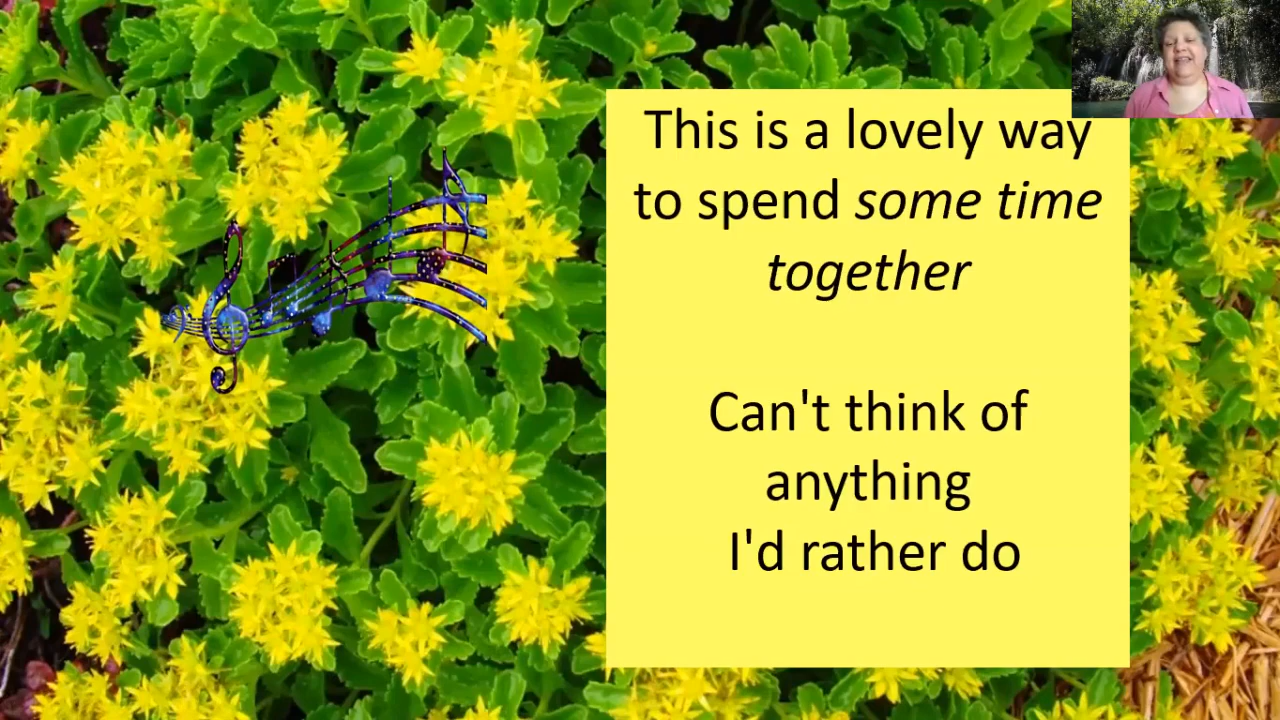 This is a lovely way
to spend some time
together
Can't think of
anything
I'd rather do